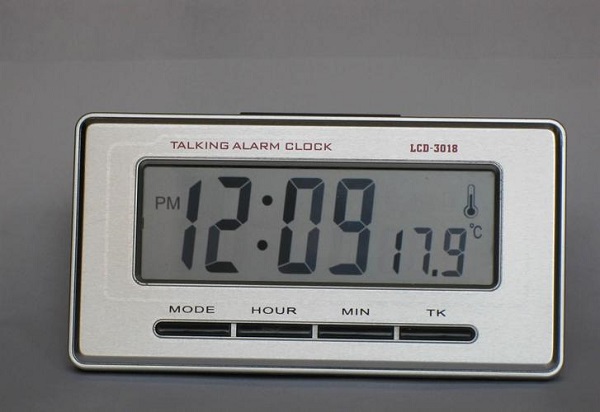 TALKING ALARM CLOCK LCD-3018
PM 12:09 17.9 °C
MODE HOUR MIN TK